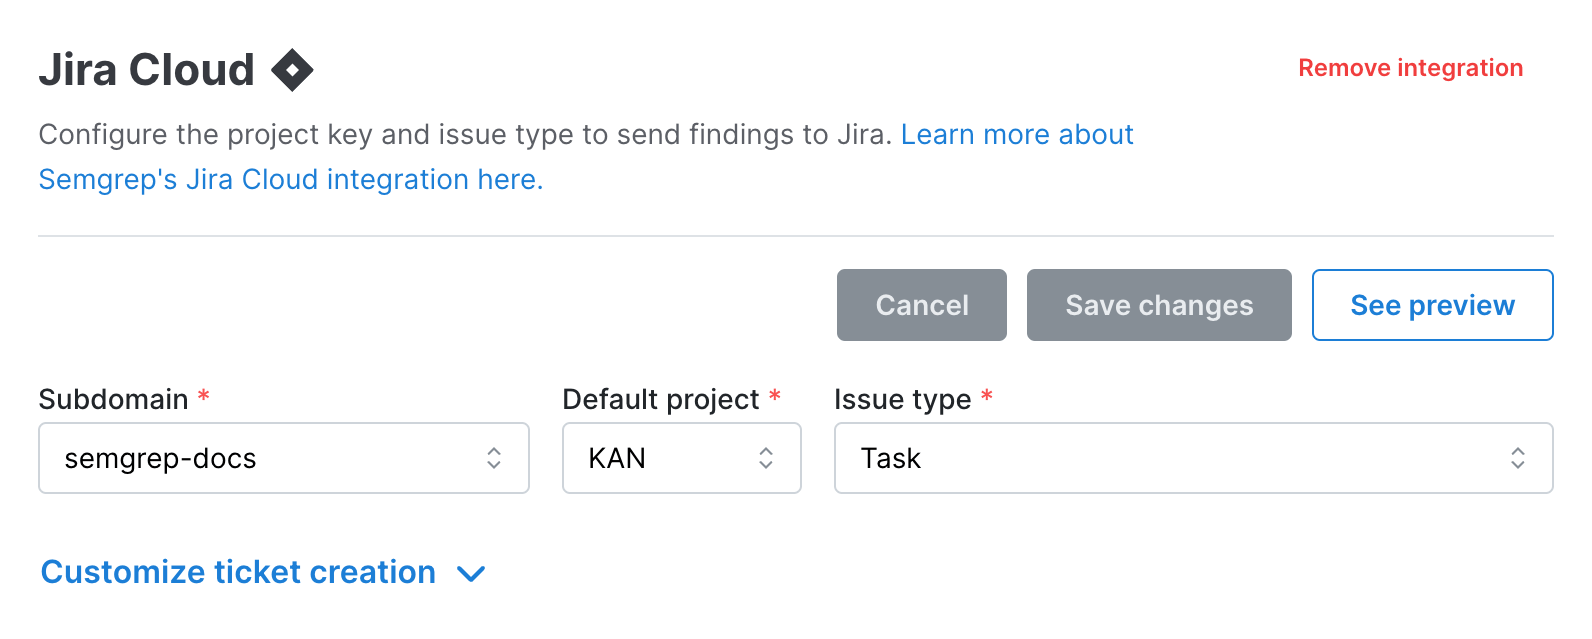 Jira Cloud
Remove integration
Configure the project key and issue type to send findings to Jira. Learn more about
Semgrep's Jira Cloud integration here.
Cancel
Save changes
See preview
Subdomain *
Default project *
Issue type *
semgrep-docs
KAN
Task
Customize ticket creation